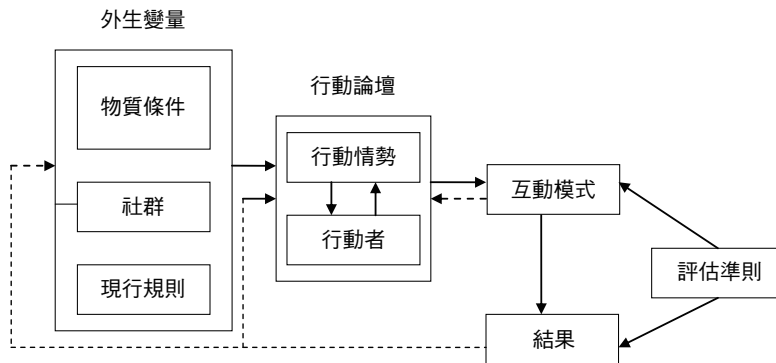 外生變量
物質條件
社群
現行規則
行動論壇
行動情勢
行動者
互動模式
結果
評估準則